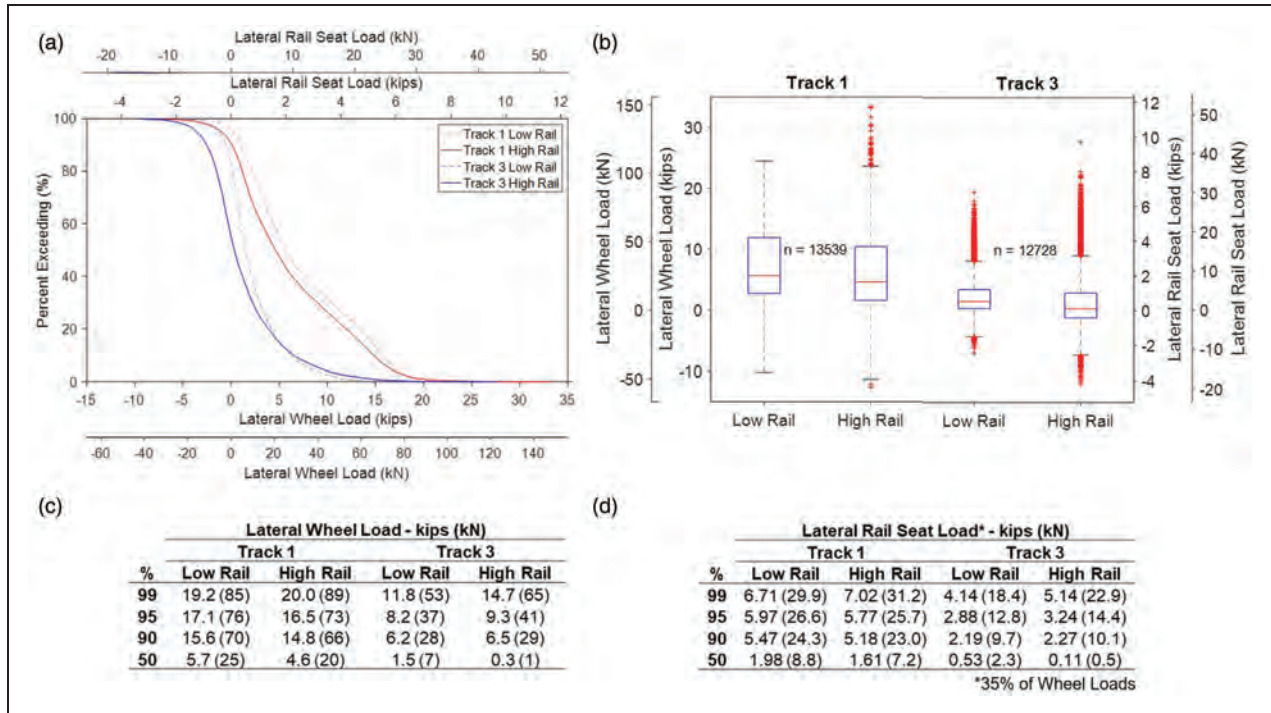 (a)
Lateral Rail Seat Load (kN)
-20 -10 0 10 20 30 40 50
Lateral Rail Seat Load (kips)
-4 -2 0 2 4 6 8 10 12
100
80
60
40
20
0
Percent Exceeding (%)
Track 1 Low Rail
Track 1 High Rail
Track 3 Low Rail
Track 3 High Rail
-15 -10 -5 0 5 10 15 20 25 30 35
Lateral Wheel Load (kips)
-60 -40 -20 0 20 40 60 80 100 120 140
Lateral Wheel Load (kN)
(b)
Track 1 Track 3
150
100
50
0
-50
Lateral Wheel Load (kN)
30
20
10
0
-10
Lateral Wheel Load (kips)
n = 13539
n = 12728
12
10
8
6
4
2
0
-2
-4
Lateral Rail Seat Load (kips)
50
40
30
20
10
0
-10
-20
Lateral Rail Seat Load (kN)
Low Rail High Rail Low Rail High Rail
(c)
Lateral Wheel Load - kips (kN)
Track 1 Track 3
% Low Rail High Rail Low Rail High Rail
99 19.2 (85) 20.0 (89) 11.8 (53) 14.7 (65)
95 17.1 (76) 16.5 (73) 8.2 (37) 9.3 (41)
90 15.6 (70) 14.8 (66) 6.2 (28) 6.5 (29)
50 5.7 (25) 4.6 (20) 1.5 (7) 0.3 (1)
(d)
Lateral Rail Seat Load* - kips (kN)
Track 1 Track 3
% Low Rail High Rail Low Rail High Rail
99 6.71 (29.9) 7.02 (31.2) 4.14 (18.4) 5.14 (22.9)
95 5.97 (26.6) 5.77 (25.7) 2.88 (12.8) 3.24 (14.4)
90 5.47 (24.3) 5.18 (23.0) 2.19 (9.7) 2.27 (10.1)
50 1.98 (8.8) 1.61 (7.2) 0.53 (2.3) 0.11 (0.5)
*35% of Wheel Loads